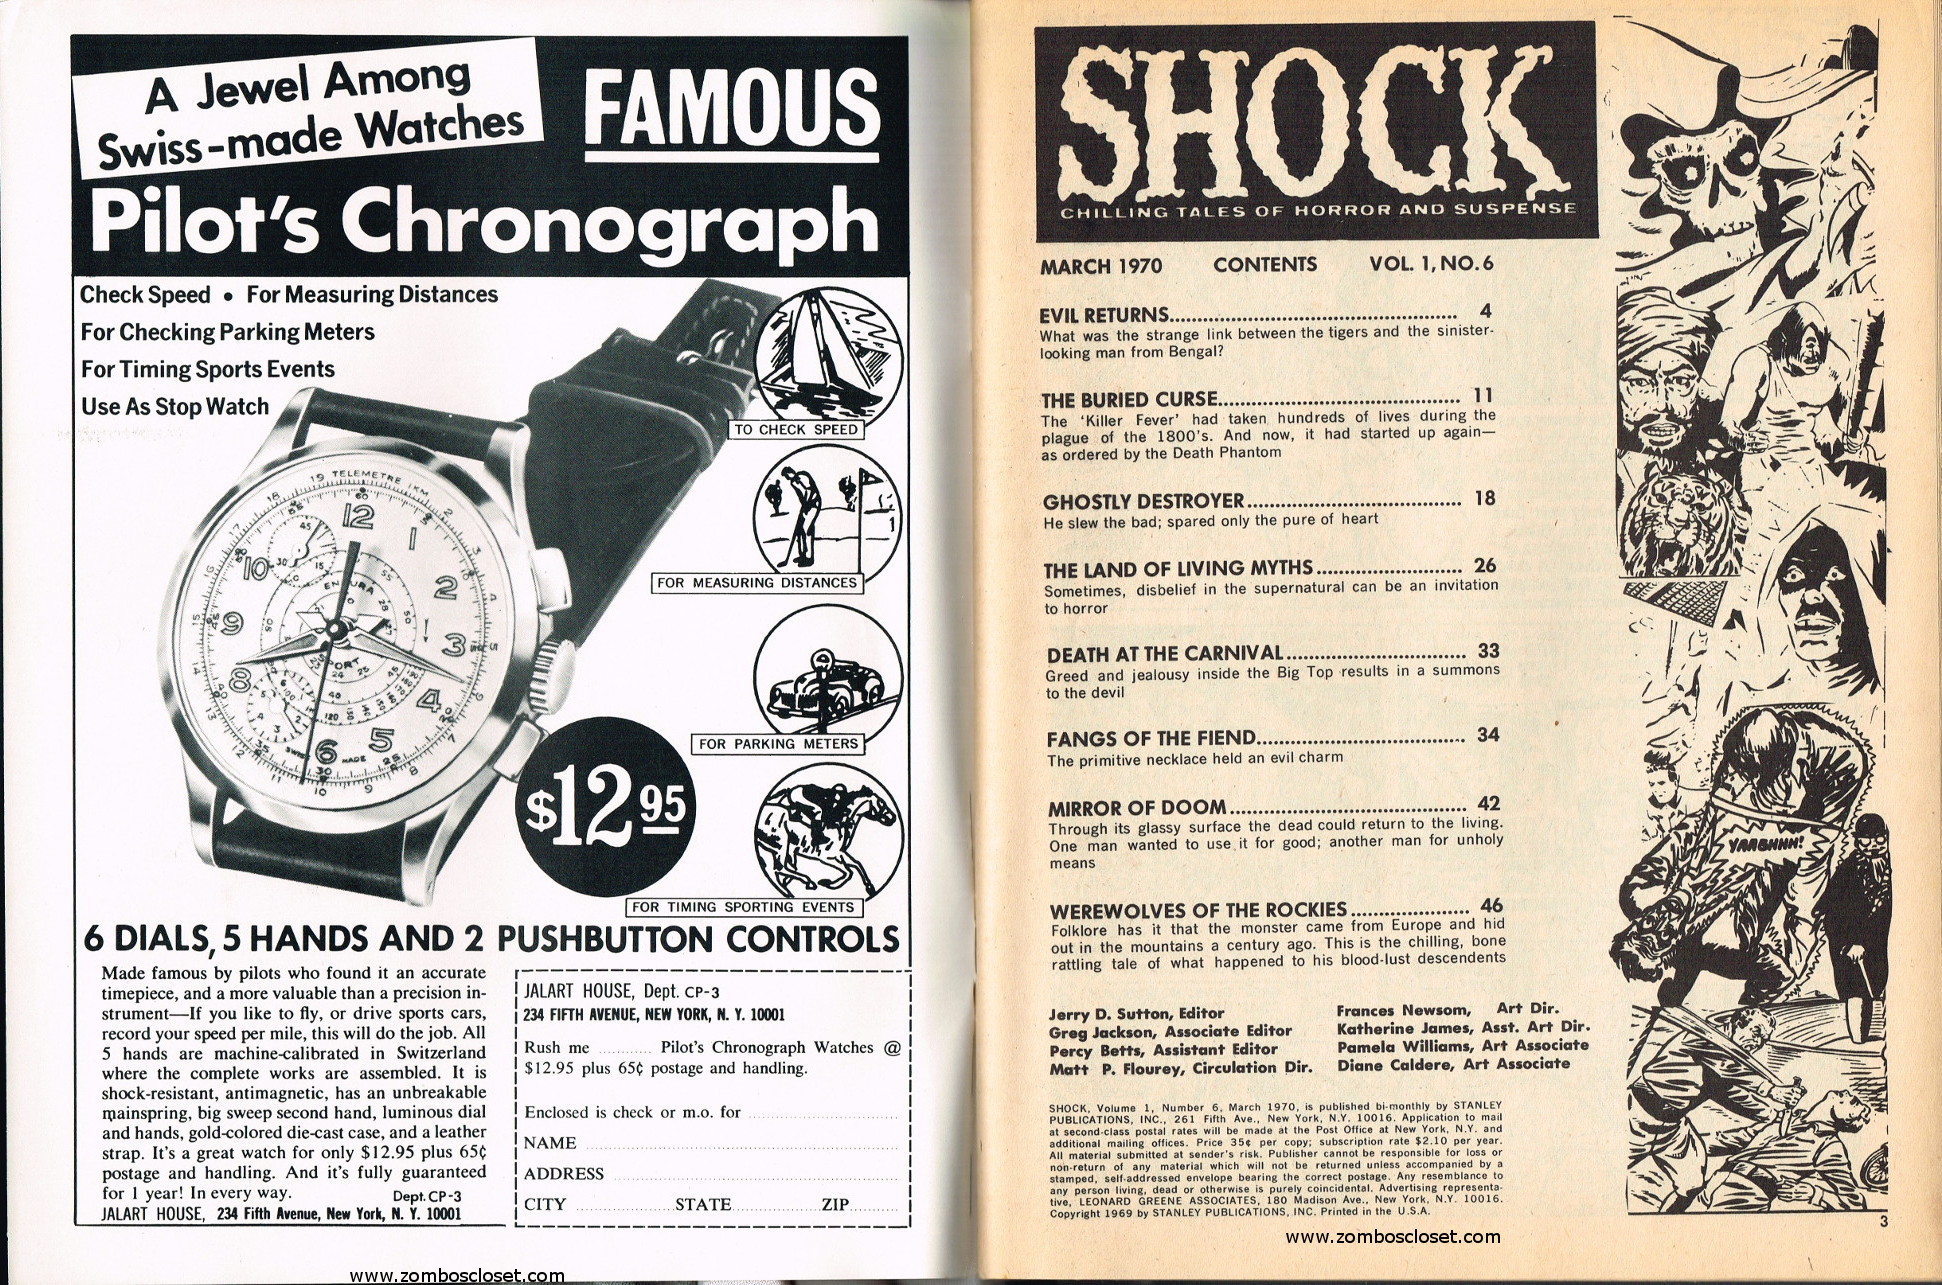 A Jewel Among
Swiss-made Watches
FAMOUS
Pilot's Chronograph
Check Speed • For Measuring Distances
For Checking Parking Meters
For Timing Sports Events
Use As Stop Watch
TO CHECK SPEED
FOR MEASURING DISTANCES
FOR PARKING METERS
FOR TIMING SPORTING EVENTS
TELEMETRE KM
12
1
2
3
4
5
6
8
9
10
ENDURA
SPORT
SWISS MADE
$12 95
6 DIALS, 5 HANDS AND 2 PUSHBUTTON CONTROLS
Made famous by pilots who found it an accurate
timepiece, and a more valuable than a precision in-
strument—If you like to fly, or drive sports cars,
record your speed per mile, this will do the job. All
5 hands are machine-calibrated in Switzerland
where the complete works are assembled. It is
shock-resistant, antimagnetic, has an unbreakable
mainspring, big sweep second hand, luminous dial
and hands, gold-colored die-cast case, and a leather
strap. It's a great watch for only $12.95 plus 65¢
postage and handling. And it's fully guaranteed
for 1 year! In every way. Dept. CP-3
JALART HOUSE, 234 Fifth Avenue, New York, N. Y. 10001
JALART HOUSE, Dept. CP-3
234 FIFTH AVENUE, NEW YORK, N. Y. 10001
Rush me ............ Pilot's Chronograph Watches @
$12.95 plus 65¢ postage and handling.
Enclosed is check or m.o. for
NAME
ADDRESS
CITY STATE ZIP
www.zomboscloset.com
SHOCK
CHILLING TALES OF HORROR AND SUSPENSE
MARCH 1970 CONTENTS VOL. 1, NO. 6
EVIL RETURNS 4
What was the strange link between the tigers and the sinister-
looking man from Bengal?
THE BURIED CURSE 11
The 'Killer Fever' had taken hundreds of lives during the
plague of the 1800's. And now, it had started up again—
as ordered by the Death Phantom
GHOSTLY DESTROYER 18
He slew the bad; spared only the pure of heart
THE LAND OF LIVING MYTHS 26
Sometimes, disbelief in the supernatural can be an invitation
to horror
DEATH AT THE CARNIVAL 33
Greed and jealousy inside the Big Top results in a summons
to the devil
FANGS OF THE FIEND 34
The primitive necklace held an evil charm
MIRROR OF DOOM 42
Through its glassy surface the dead could return to the living.
One man wanted to use it for good; another man for unholy
means
WEREWOLVES OF THE ROCKIES 46
Folklore has it that the monster came from Europe and hid
out in the mountains a century ago. This is the chilling, bone
rattling tale of what happened to his blood-lust descendents
Jerry D. Sutton, Editor
Greg Jackson, Associate Editor
Percy Betts, Assistant Editor
Matt P. Flourey, Circulation Dir.
Frances Newsom, Art Dir.
Katherine James, Asst. Art Dir.
Pamela Williams, Art Associate
Diane Caldere, Art Associate
SHOCK, Volume 1, Number 6, March 1970, is published bi-monthly by STANLEY
PUBLICATIONS, INC., 261 Fifth Ave., New York, N.Y. 10016. Application to mail
at second-class postal rates will be made at the Post Office at New York, N.Y. and
additional mailing offices. Price 35¢ per copy; subscription rate $2.10 per year.
All material submitted at sender's risk. Publisher cannot be responsible for loss or
non-return of any material which will not be returned unless accompanied by a
stamped, self-addressed envelope bearing the correct postage. Any resemblance to
any person living, dead or otherwise is purely coincidental. Advertising representa-
tive, LEONARD GREENE ASSOCIATES, 180 Madison Ave., New York, N.Y. 10016.
Copyright 1969 by STANLEY PUBLICATIONS, INC. Printed in the U.S.A.
YAAGHHH!
3
www.zomboscloset.com